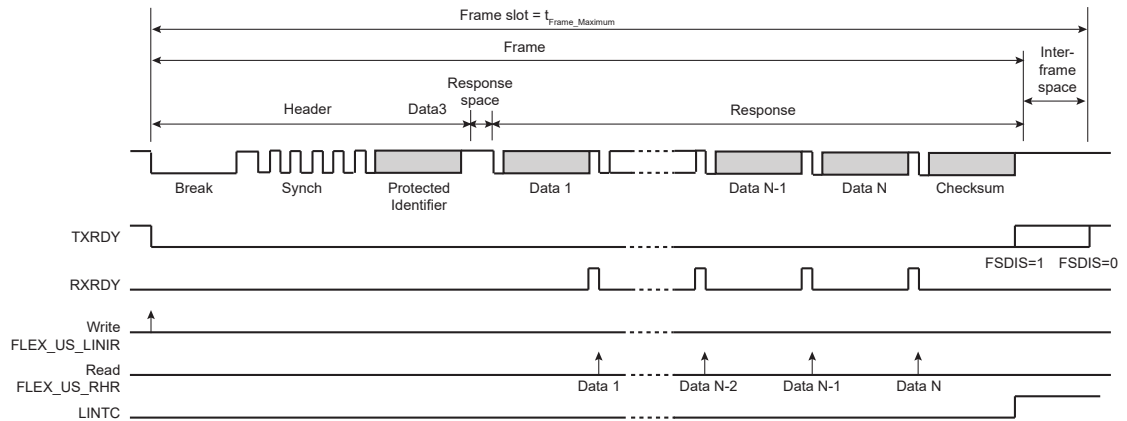 Frame slot = tFrame_Maximum
Frame
Inter-
frame
space
Response
space
Header
Data3
Response
Break
Synch
Protected
Identifier
Data 1
Data N-1
Data N
Checksum
TXRDY
FSDIS=1 FSDIS=0
RXRDY
Write
FLEX_US_LINIR
Read
FLEX_US_RHR
Data 1
Data N-2
Data N-1
Data N
LINTC